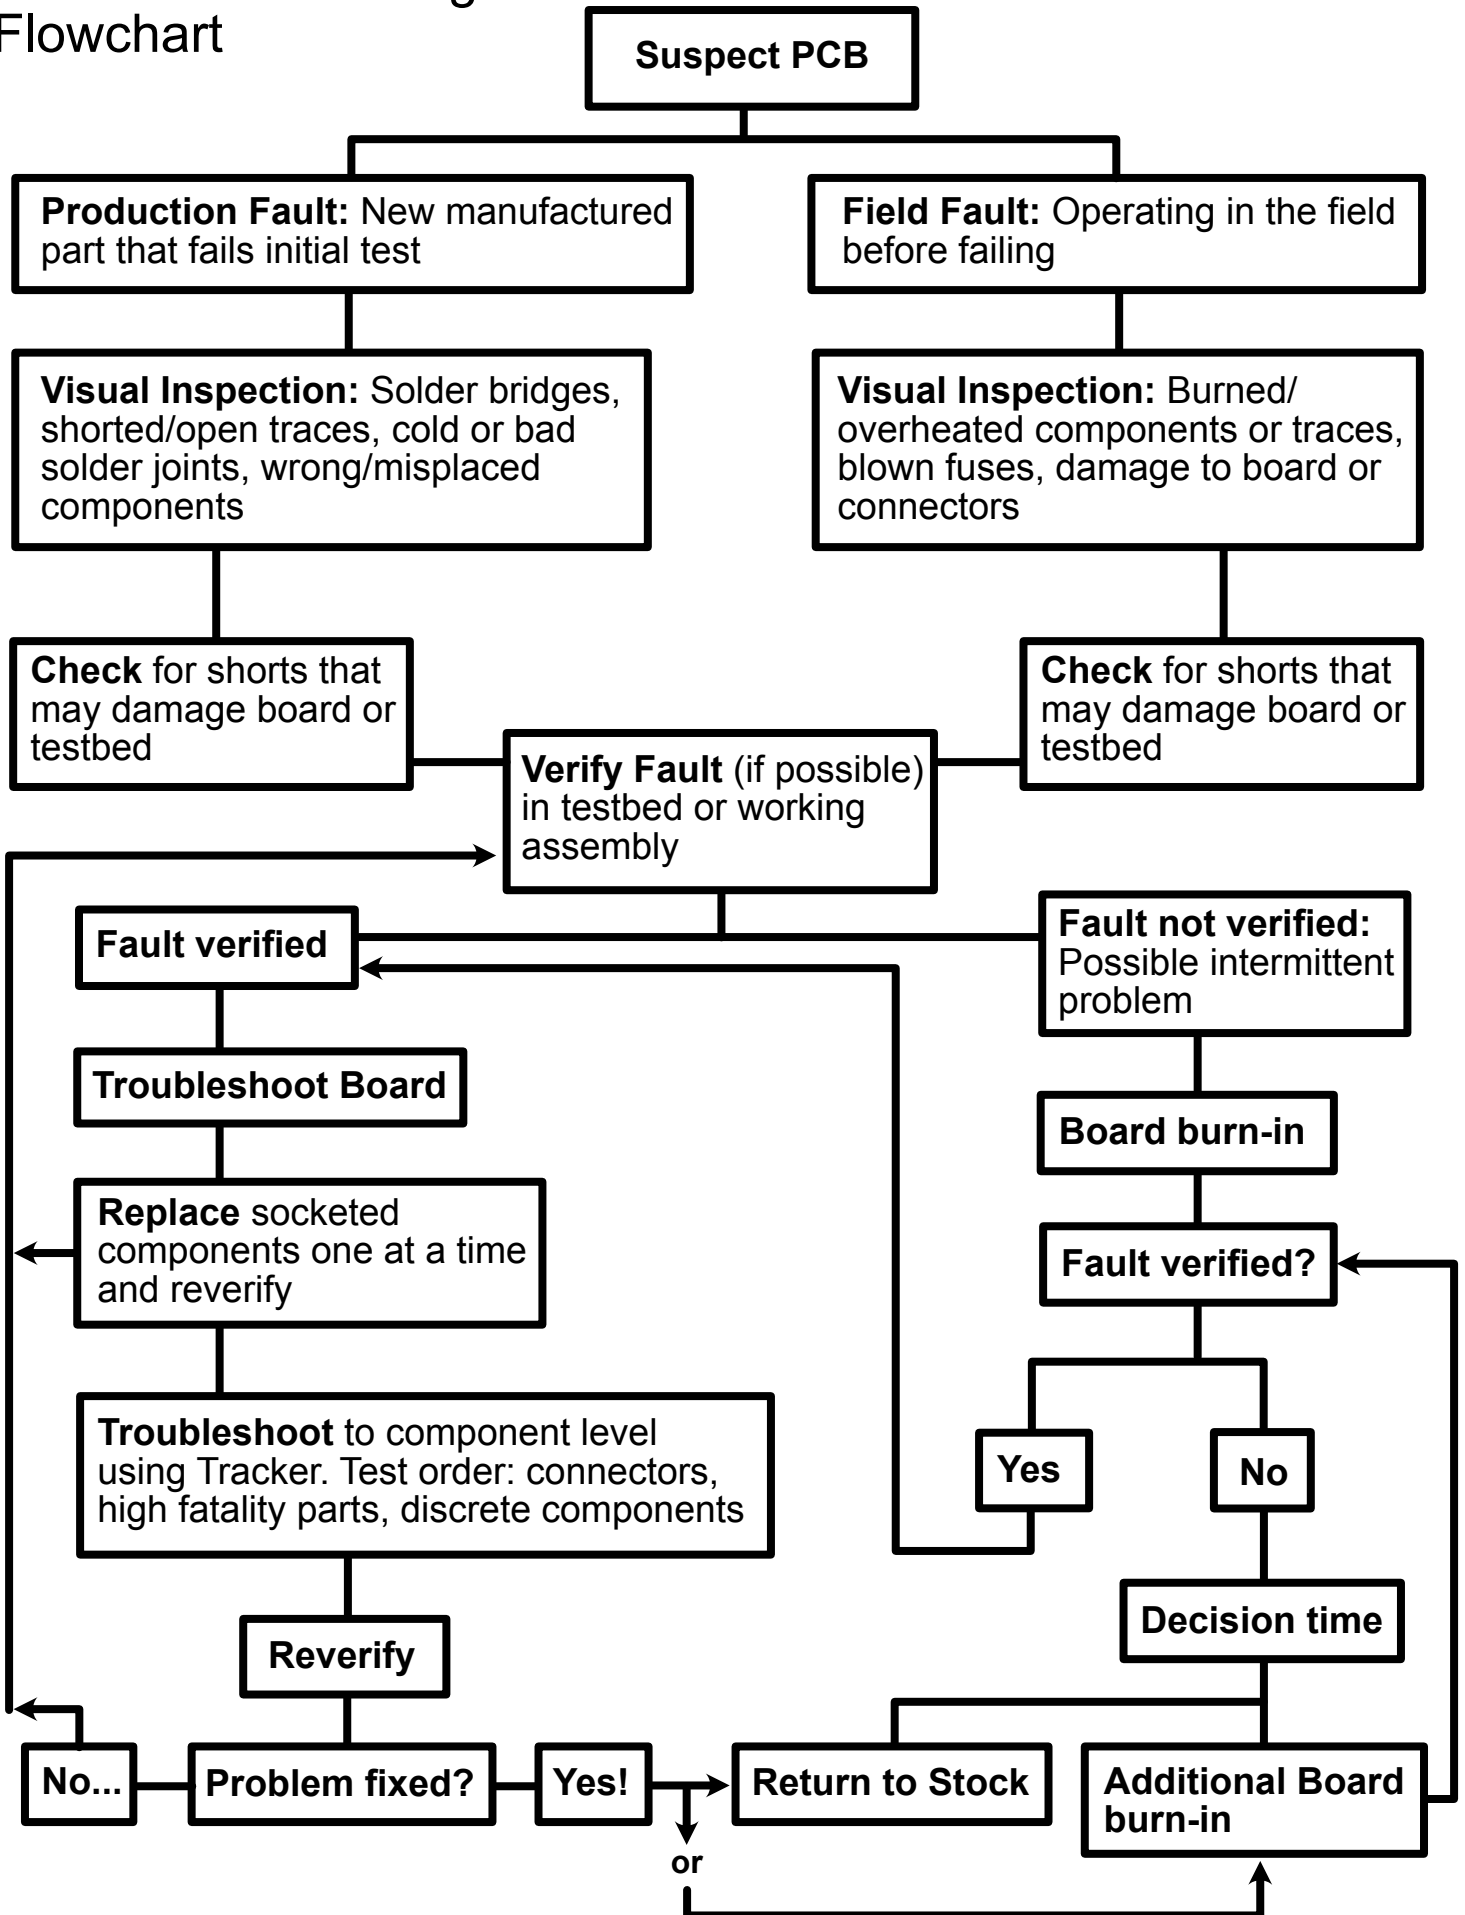 Flowchart
Suspect PCB
Production Fault: New manufactured
part that fails initial test
Field Fault: Operating in the field
before failing
Visual Inspection: Solder bridges,
shorted/open traces, cold or bad
solder joints, wrong/misplaced
components
Visual Inspection: Burned/
overheated components or traces,
blown fuses, damage to board or
connectors
Check for shorts that
may damage board or
testbed
Check for shorts that
may damage board or
testbed
Verify Fault (if possible)
in testbed or working
assembly
Fault verified
Fault not verified:
Possible intermittent
problem
Troubleshoot Board
Board burn-in
Replace socketed
components one at a time
and reverify
Fault verified?
Troubleshoot to component level
using Tracker. Test order: connectors,
high fatality parts, discrete components
Yes
No
Decision time
Reverify
No...
Problem fixed?
Yes!
Return to Stock
Additional Board
burn-in
or